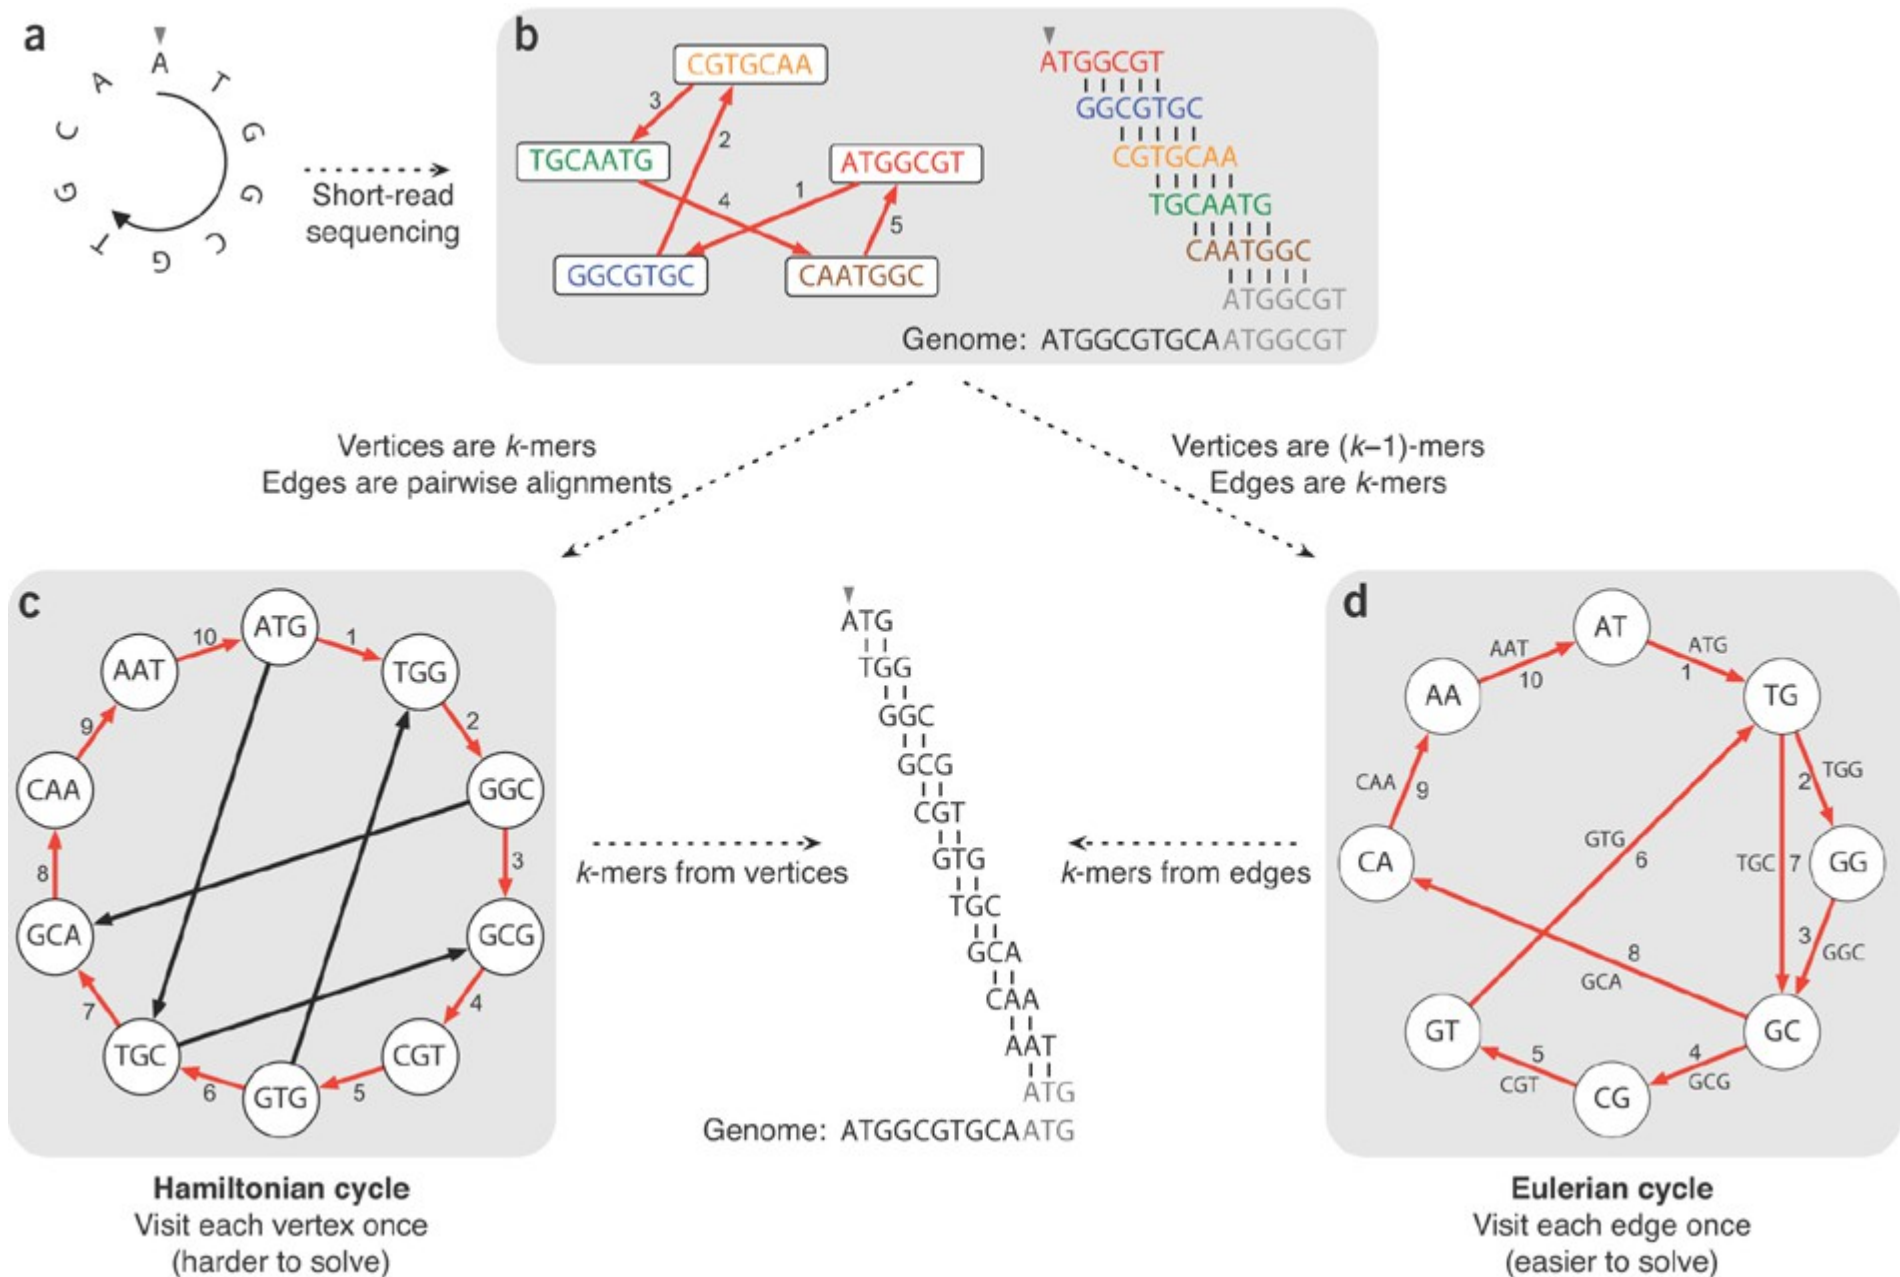 a
A
T
G
G
C
G
T
G
C
A
Short-read
sequencing
b
CGTGCAA
3
2
TGCAATG
ATGGCGT
1
4
5
GGCGTGC
CAATGGC
ATGGCGT
GGCGTGC
CGTGCAA
TGCAATG
CAATGGC
ATGGCGT
Genome: ATGGCGTGCAATGGCGT
Vertices are k-mers
Edges are pairwise alignments
Vertices are (k–1)-mers
Edges are k-mers
c
ATG
10
1
AAT
TGG
9
2
CAA
GGC
8
3
GCA
GCG
7
4
TGC
CGT
6
5
GTG
Hamiltonian cycle
Visit each vertex once
(harder to solve)
k-mers from vertices
ATG
TGG
GGC
GCG
CGT
GTG
TGC
GCA
CAA
AAT
ATG
Genome: ATGGCGTGCAATG
k-mers from edges
d
AT
AAT
10
ATG
1
AA
TG
CAA
9
2
TGG
GTG
6
TGC
7
CA
GG
8
GCA
3
GGC
GT
GC
5
CGT
4
GCG
CG
Eulerian cycle
Visit each edge once
(easier to solve)